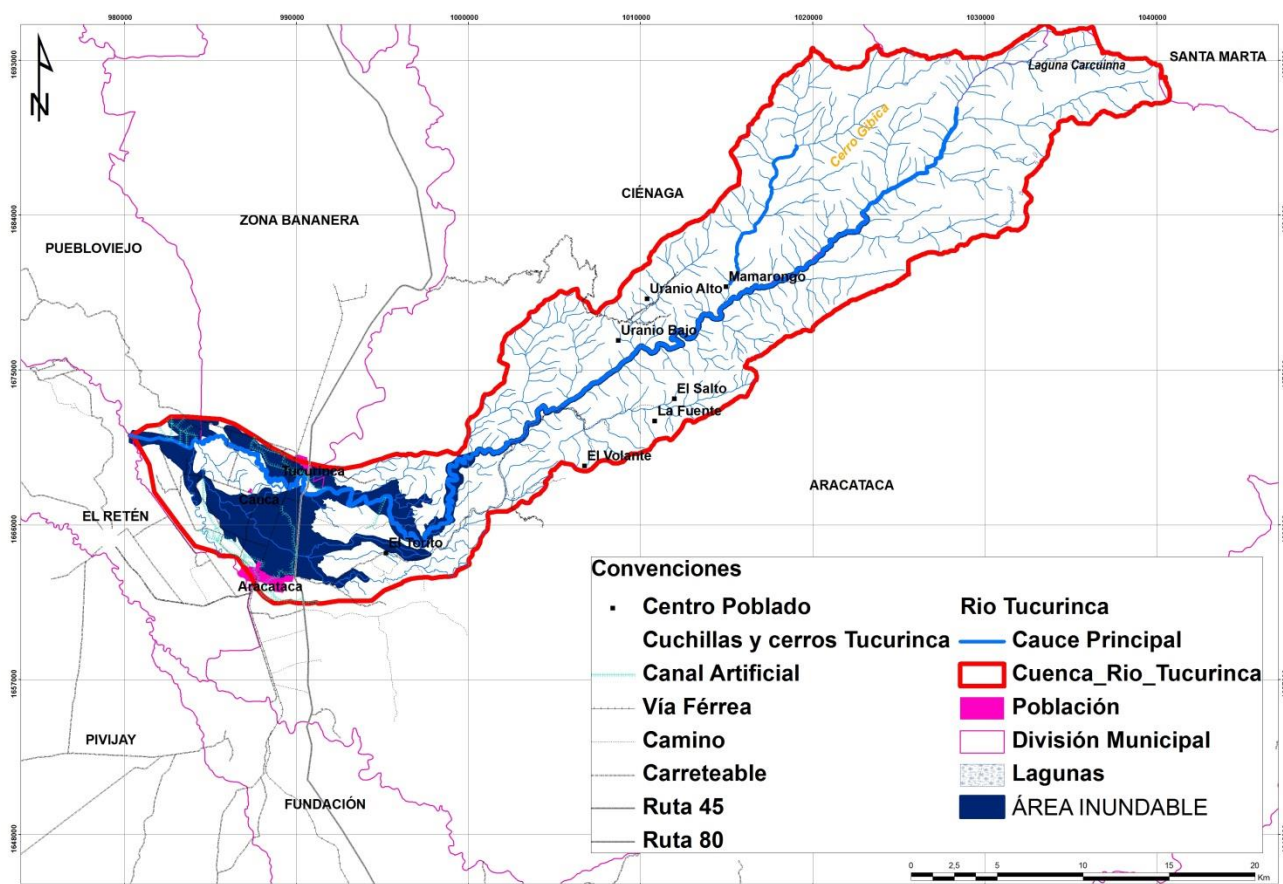 980000
990000
1000000
1010000
1020000
1030000
1040000
1693000
N
Laguna Carcuinna
SANTA MARTA
Cerro Gibica
CIÉNAGA
ZONA BANANERA
1684000
PUEBLOVIEJO
Mamarongo
Uranio Alto
Uranio Bajo
1675000
El Salto
La Fuente
El Volante
Tucurinca
Cauca
ARACATACA
EL RETÉN
1666000
El Torito
Aracataca
Convenciones
Centro Poblado
Cuchillas y cerros Tucurinca
Canal Artificial
Vía Férrea
Camino
Carreteable
Ruta 45
Ruta 80
Rio Tucurinca
Cauce Principal
Cuenca_Rio_Tucurinca
Población
División Municipal
Lagunas
ÁREA INUNDABLE
1657000
PIVIJAY
FUNDACIÓN
1648000
0 2,5 5 10 15 20
Km